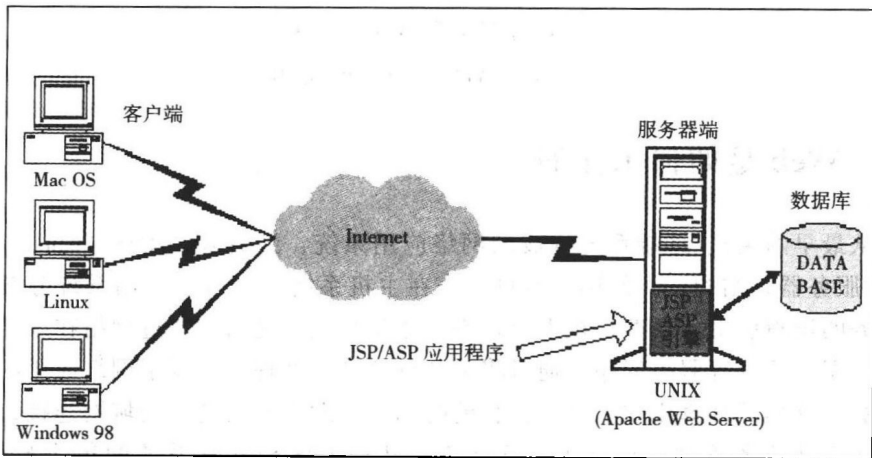 客户端
Mac OS
Linux
Windows 98
Internet
JSP/ASP 应用程序
服务器端
JSP
ASP
引擎
UNIX
(Apache Web Server)
数据库
DATA
BASE